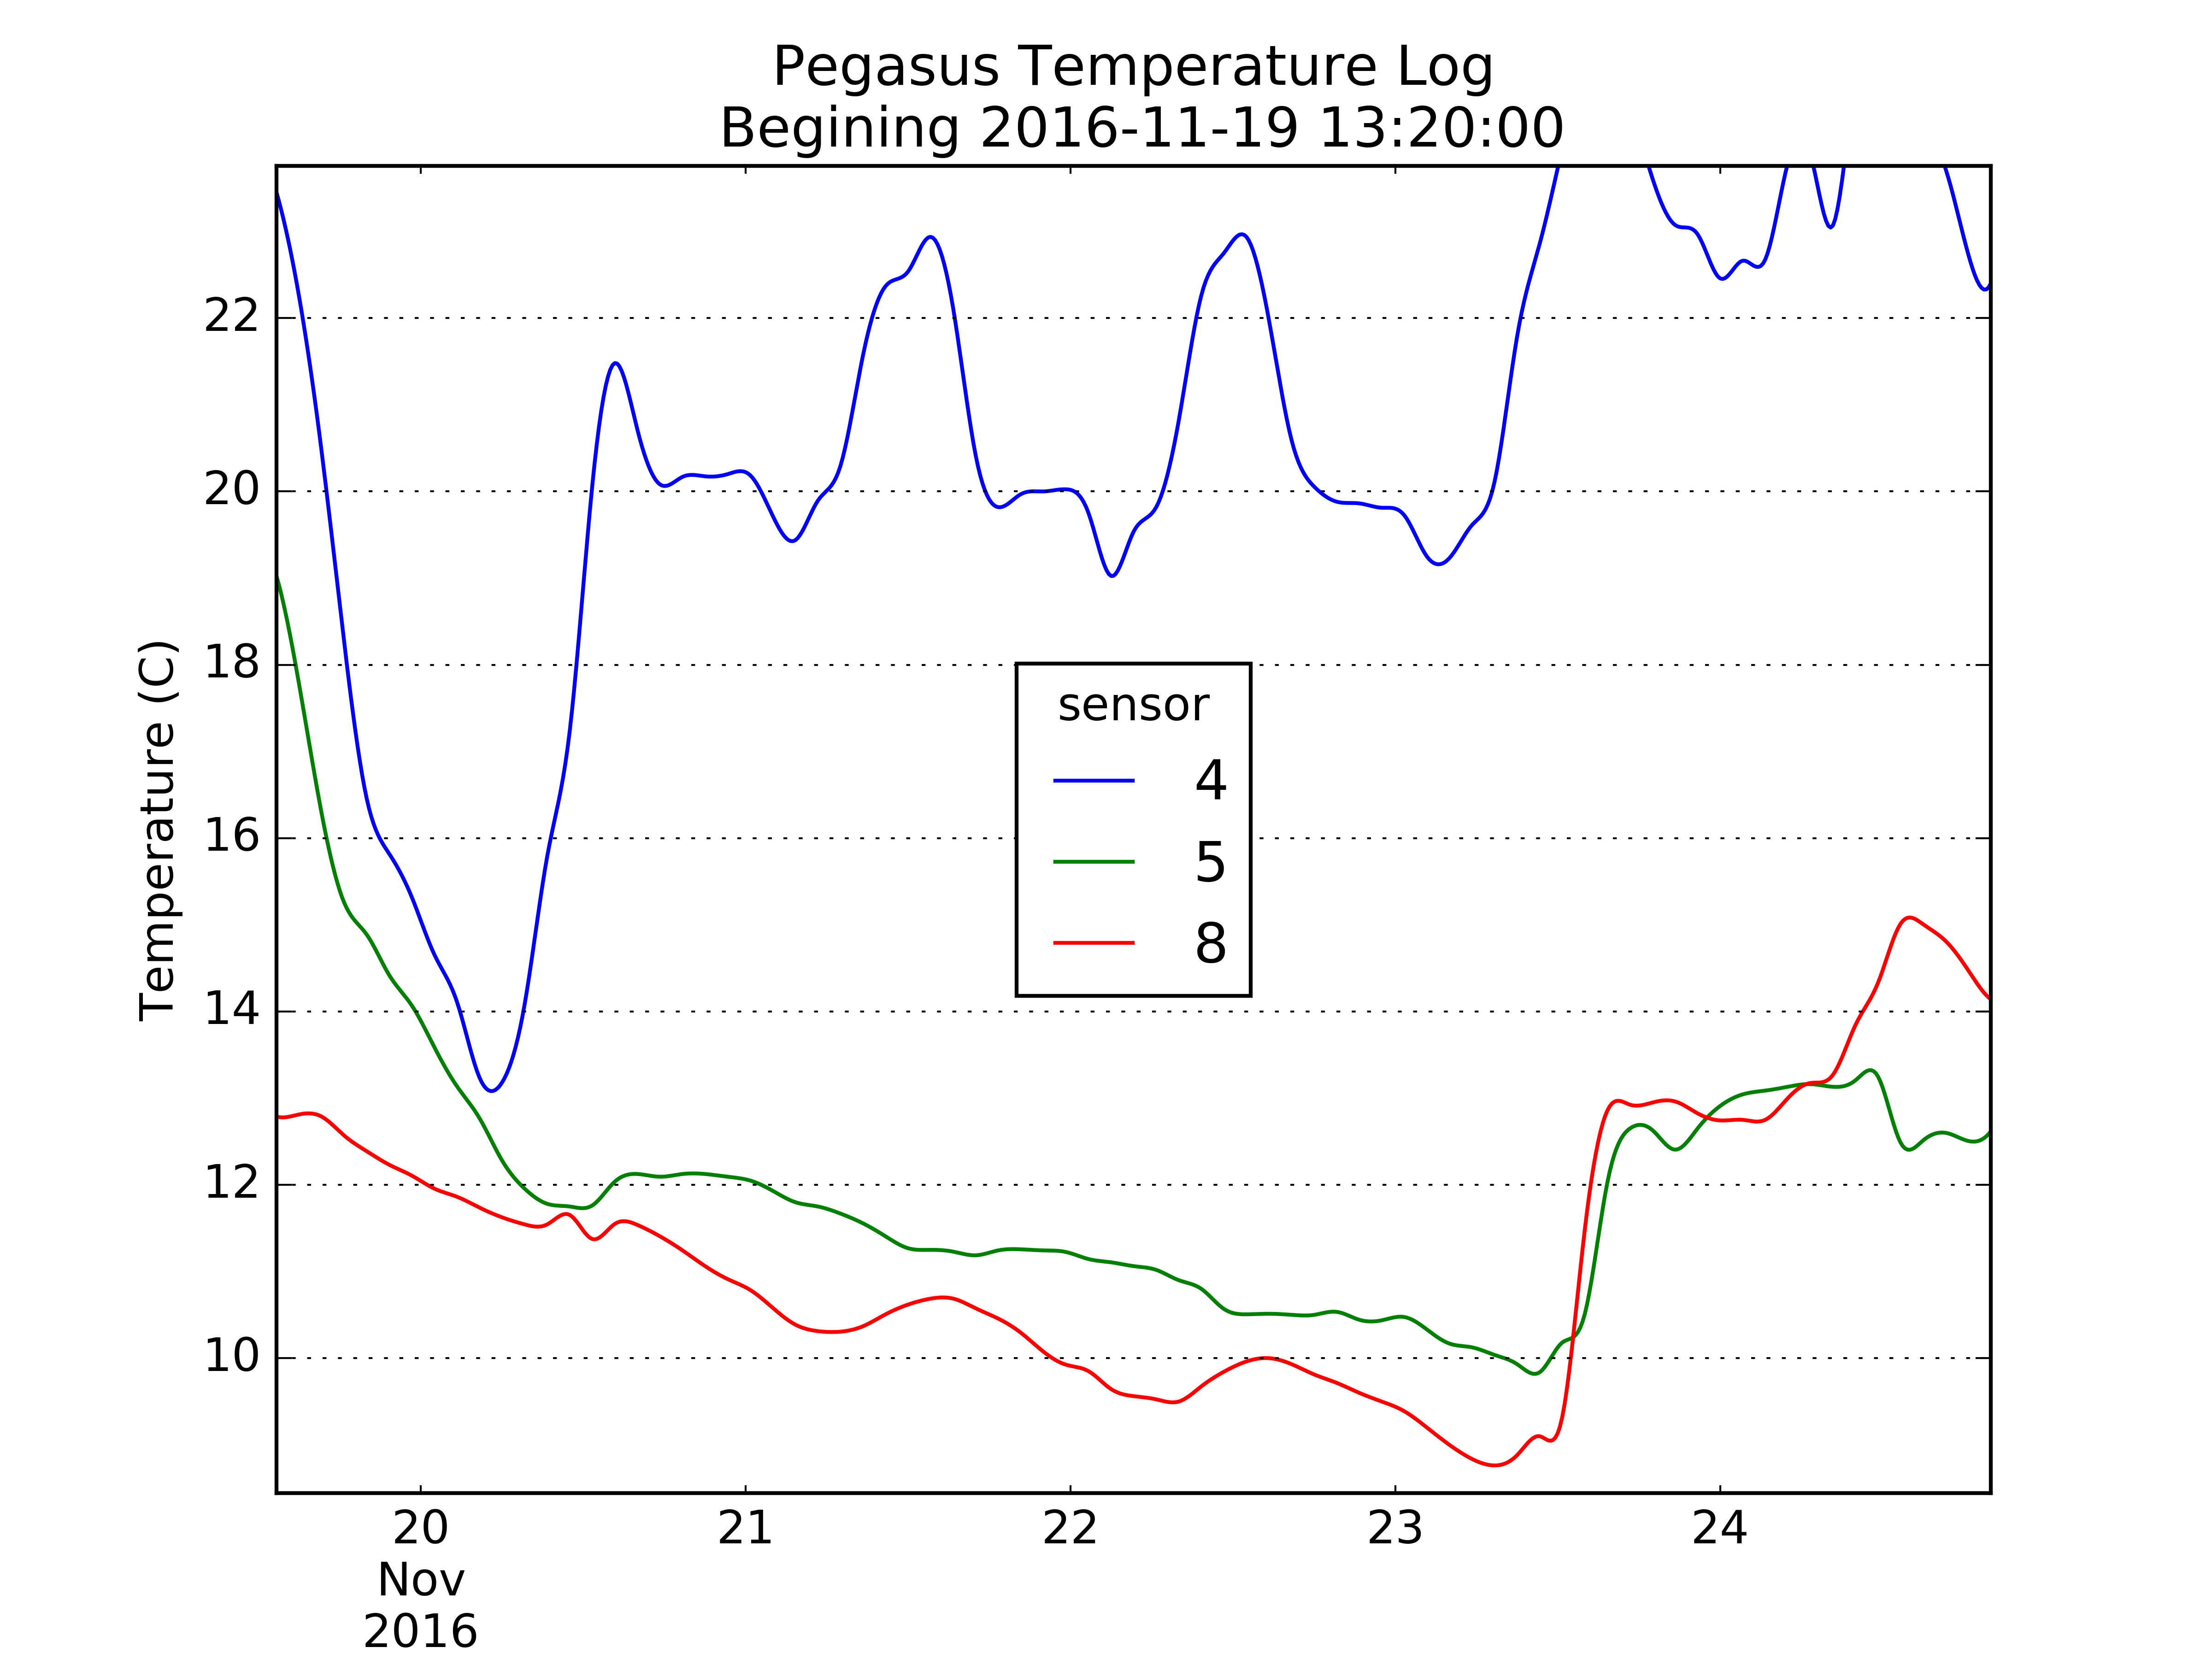 Pegasus Temperature Log
Begining 2016-11-19 13:20:00
Temperature (C)
22
20
18
16
14
12
10
sensor
4
5
8
20 21 22 23 24
Nov
2016